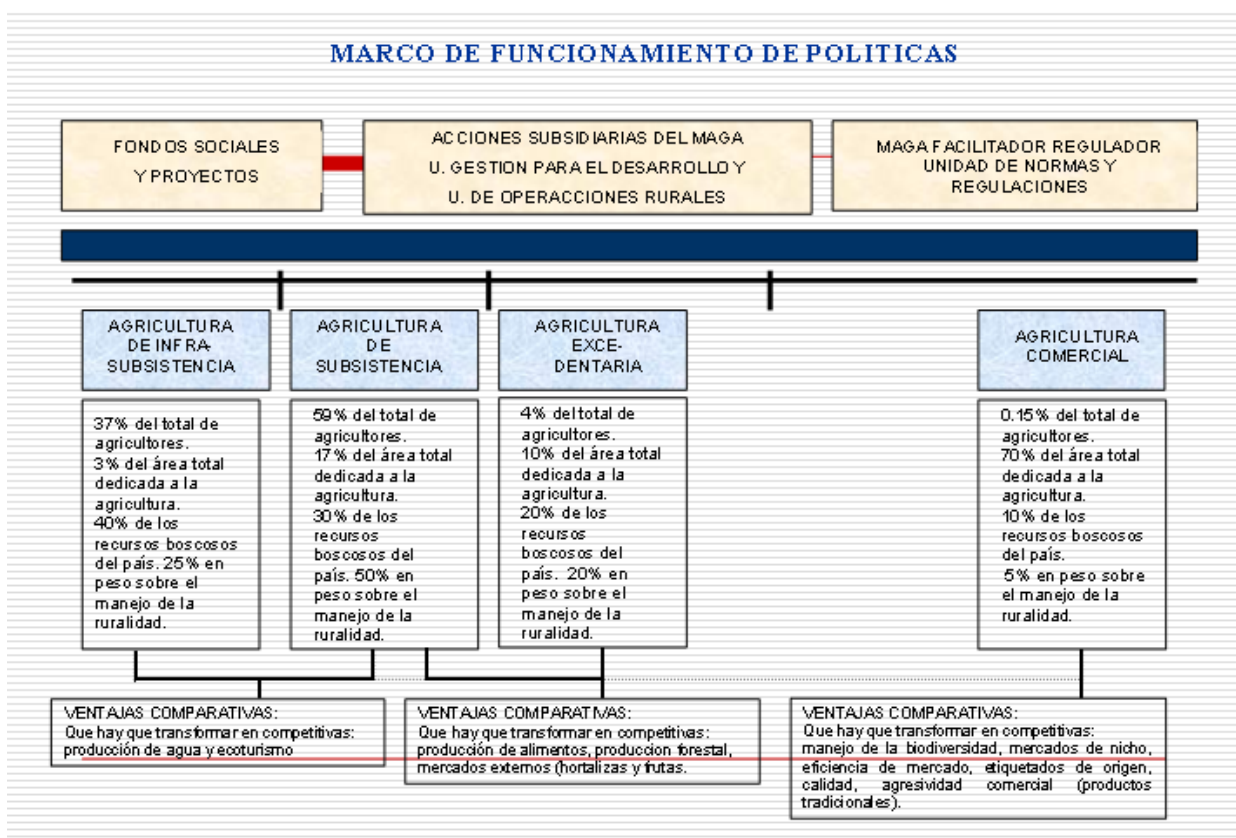 MARCO DE FUNCIONAMIENTO DE POLITICAS
FONDOS SOCIALES
Y PROYECTOS
ACCIONES SUBSIDIARIAS DEL MAGA
U. GESTION PARA EL DESARROLLO Y
U. DE OPERACCIONES RURALES
MAGA FACILITADOR REGULADOR
UNIDAD DE NORMAS Y
REGULACIONES
AGRICULTURA
DE INFRA-
SUBSISTENCIA
AGRICULTURA
DE
SUBSISTENCIA
AGRICULTURA
EXCE-
DENTARIA
AGRICULTURA
COMERCIAL
37% del total de
agricultores.
3% del área total
dedicada a la
agricultura.
40% de los
recursos boscosos
del país. 25% en
peso sobre el
manejo de la
ruralidad.
59% del total de
agricultores.
17% del área total
dedicada a la
agricultura.
30% de los
recursos
boscosos del
país. 50% en
peso sobre el
manejo de la
ruralidad.
4% del total de
agricultores.
10% del área total
dedicada a la
agricultura.
20% de los
recursos
boscosos del
país. 20% en
peso sobre el
manejo de la
ruralidad.
0.15% del total de
agricultores.
70% del área total
dedicada a la
agricultura.
10% de los
recursos boscosos
del país.
5% en peso sobre
el manejo de la
ruralidad.
VENTAJAS COMPARATIVAS:
Que hay que transformar en competitivas:
producción de agua y ecoturismo
VENTAJAS COMPARATIVAS:
Que hay que transformar en competitivas:
producción de alimentos, produccion forestal,
mercados externos (hortalizas y frutas.
VENTAJAS COMPARATIVAS:
Que hay que transformar en competitivas:
manejo de la biodiversidad, mercados de nicho,
eficiencia de mercado, etiquetados de origen,
calidad, agresividad comercial (productos
tradicionales).